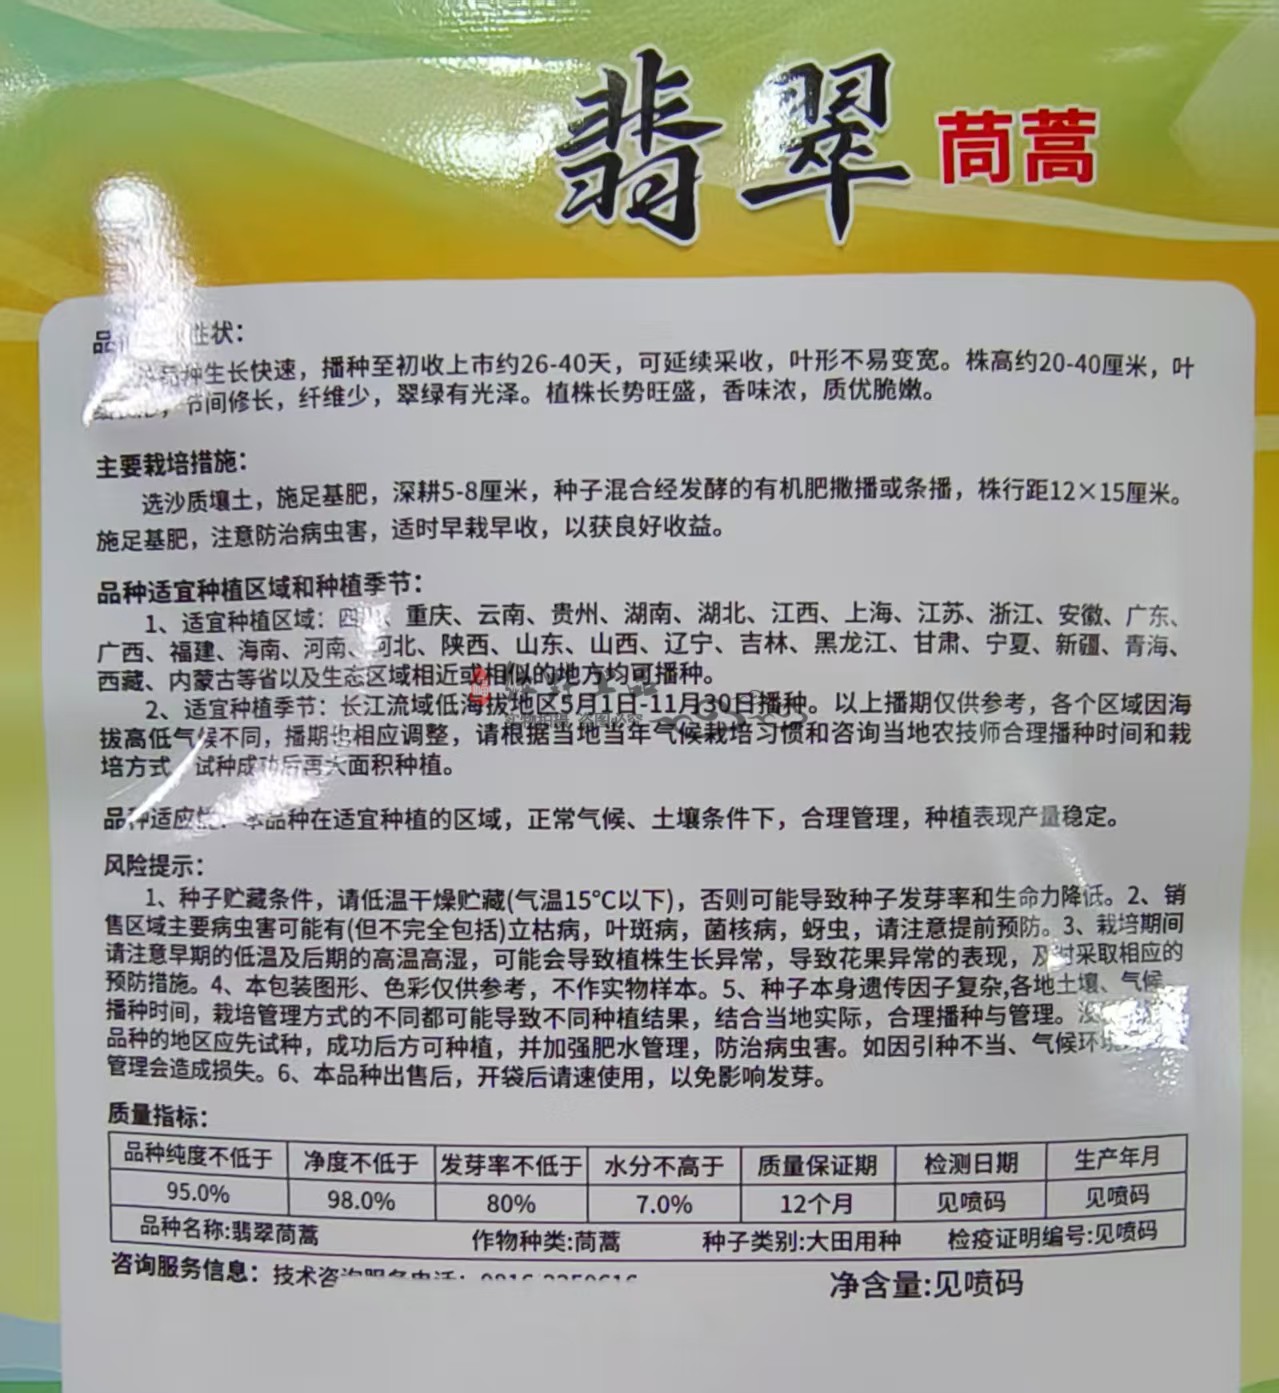 翡翠 茼蒿
品 性状：
品种生长快速，播种至初收上市约26-40天，可延续采收，叶形不易变宽。株高约20-40厘米，叶
节间修长，纤维少，翠绿有光泽。植株长势旺盛，香味浓，质优脆嫩。
主要栽培措施：
选沙质壤土，施足基肥，深耕5-8厘米，种子混合经发酵的有机肥撒播或条播，株行距12×15厘米。
施足基肥，注意防治病虫害，适时早栽早收，以获良好收益。
品种适宜种植区域和种植季节：
1、适宜种植区域：四 、重庆、云南、贵州、湖南、湖北、江西、上海、江苏、浙江、安徽、广东、
广西、福建、海南、河南、河北、陕西、山东、山西、辽宁、吉林、黑龙江、甘肃、宁夏、新疆、青海、
西藏、内蒙古等省以及生态区域相近或相似的地方均可播种。
2、适宜种植季节：长江流域低海拔地区5月1日-11月30日播种。以上播期仅供参考，各个区域因海
实物拍摄 盗图必究
拔高低气候不同，播期也相应调整，请根据当地当年气候栽培习惯和咨询当地农技师合理播种时间和栽
培方式 试种成功后再大面积种植。
品种适应性：本品种在适宜种植的区域，正常气候、土壤条件下，合理管理，种植表现产量稳定。
风险提示：
1、种子贮藏条件，请低温干燥贮藏(气温15℃以下)，否则可能导致种子发芽率和生命力降低。2、销
售区域主要病虫害可能有(但不完全包括)立枯病，叶斑病，菌核病，蚜虫，请注意提前预防。3、栽培期间
请注意早期的低温及后期的高温高湿，可能会导致植株生长异常，导致花果异常的表现，及时采取相应的
预防措施。4、本包装图形、色彩仅供参考，不作实物样本。5、种子本身遗传因子复杂,各地土壤、气候
播种时间，栽培管理方式的不同都可能导致不同种植结果，结合当地实际，合理播种与管理。没
品种的地区应先试种，成功后方可种植，并加强肥水管理，防治病虫害。如因引种不当、气候环境
管理会造成损失。6、本品种出售后，开袋后请速使用，以免影响发芽。
质量指标：
品种纯度不低于 净度不低于 发芽率不低于 水分不高于 质量保证期 检测日期 生产年月
95.0% 98.0% 80% 7.0% 12个月 见喷码 见喷码
品种名称:翡翠茼蒿 作物种类:茼蒿 种子类别:大田用种 检疫证明编号:见喷码
咨询服务信息：技术咨询服务电话： 净含量:见喷码